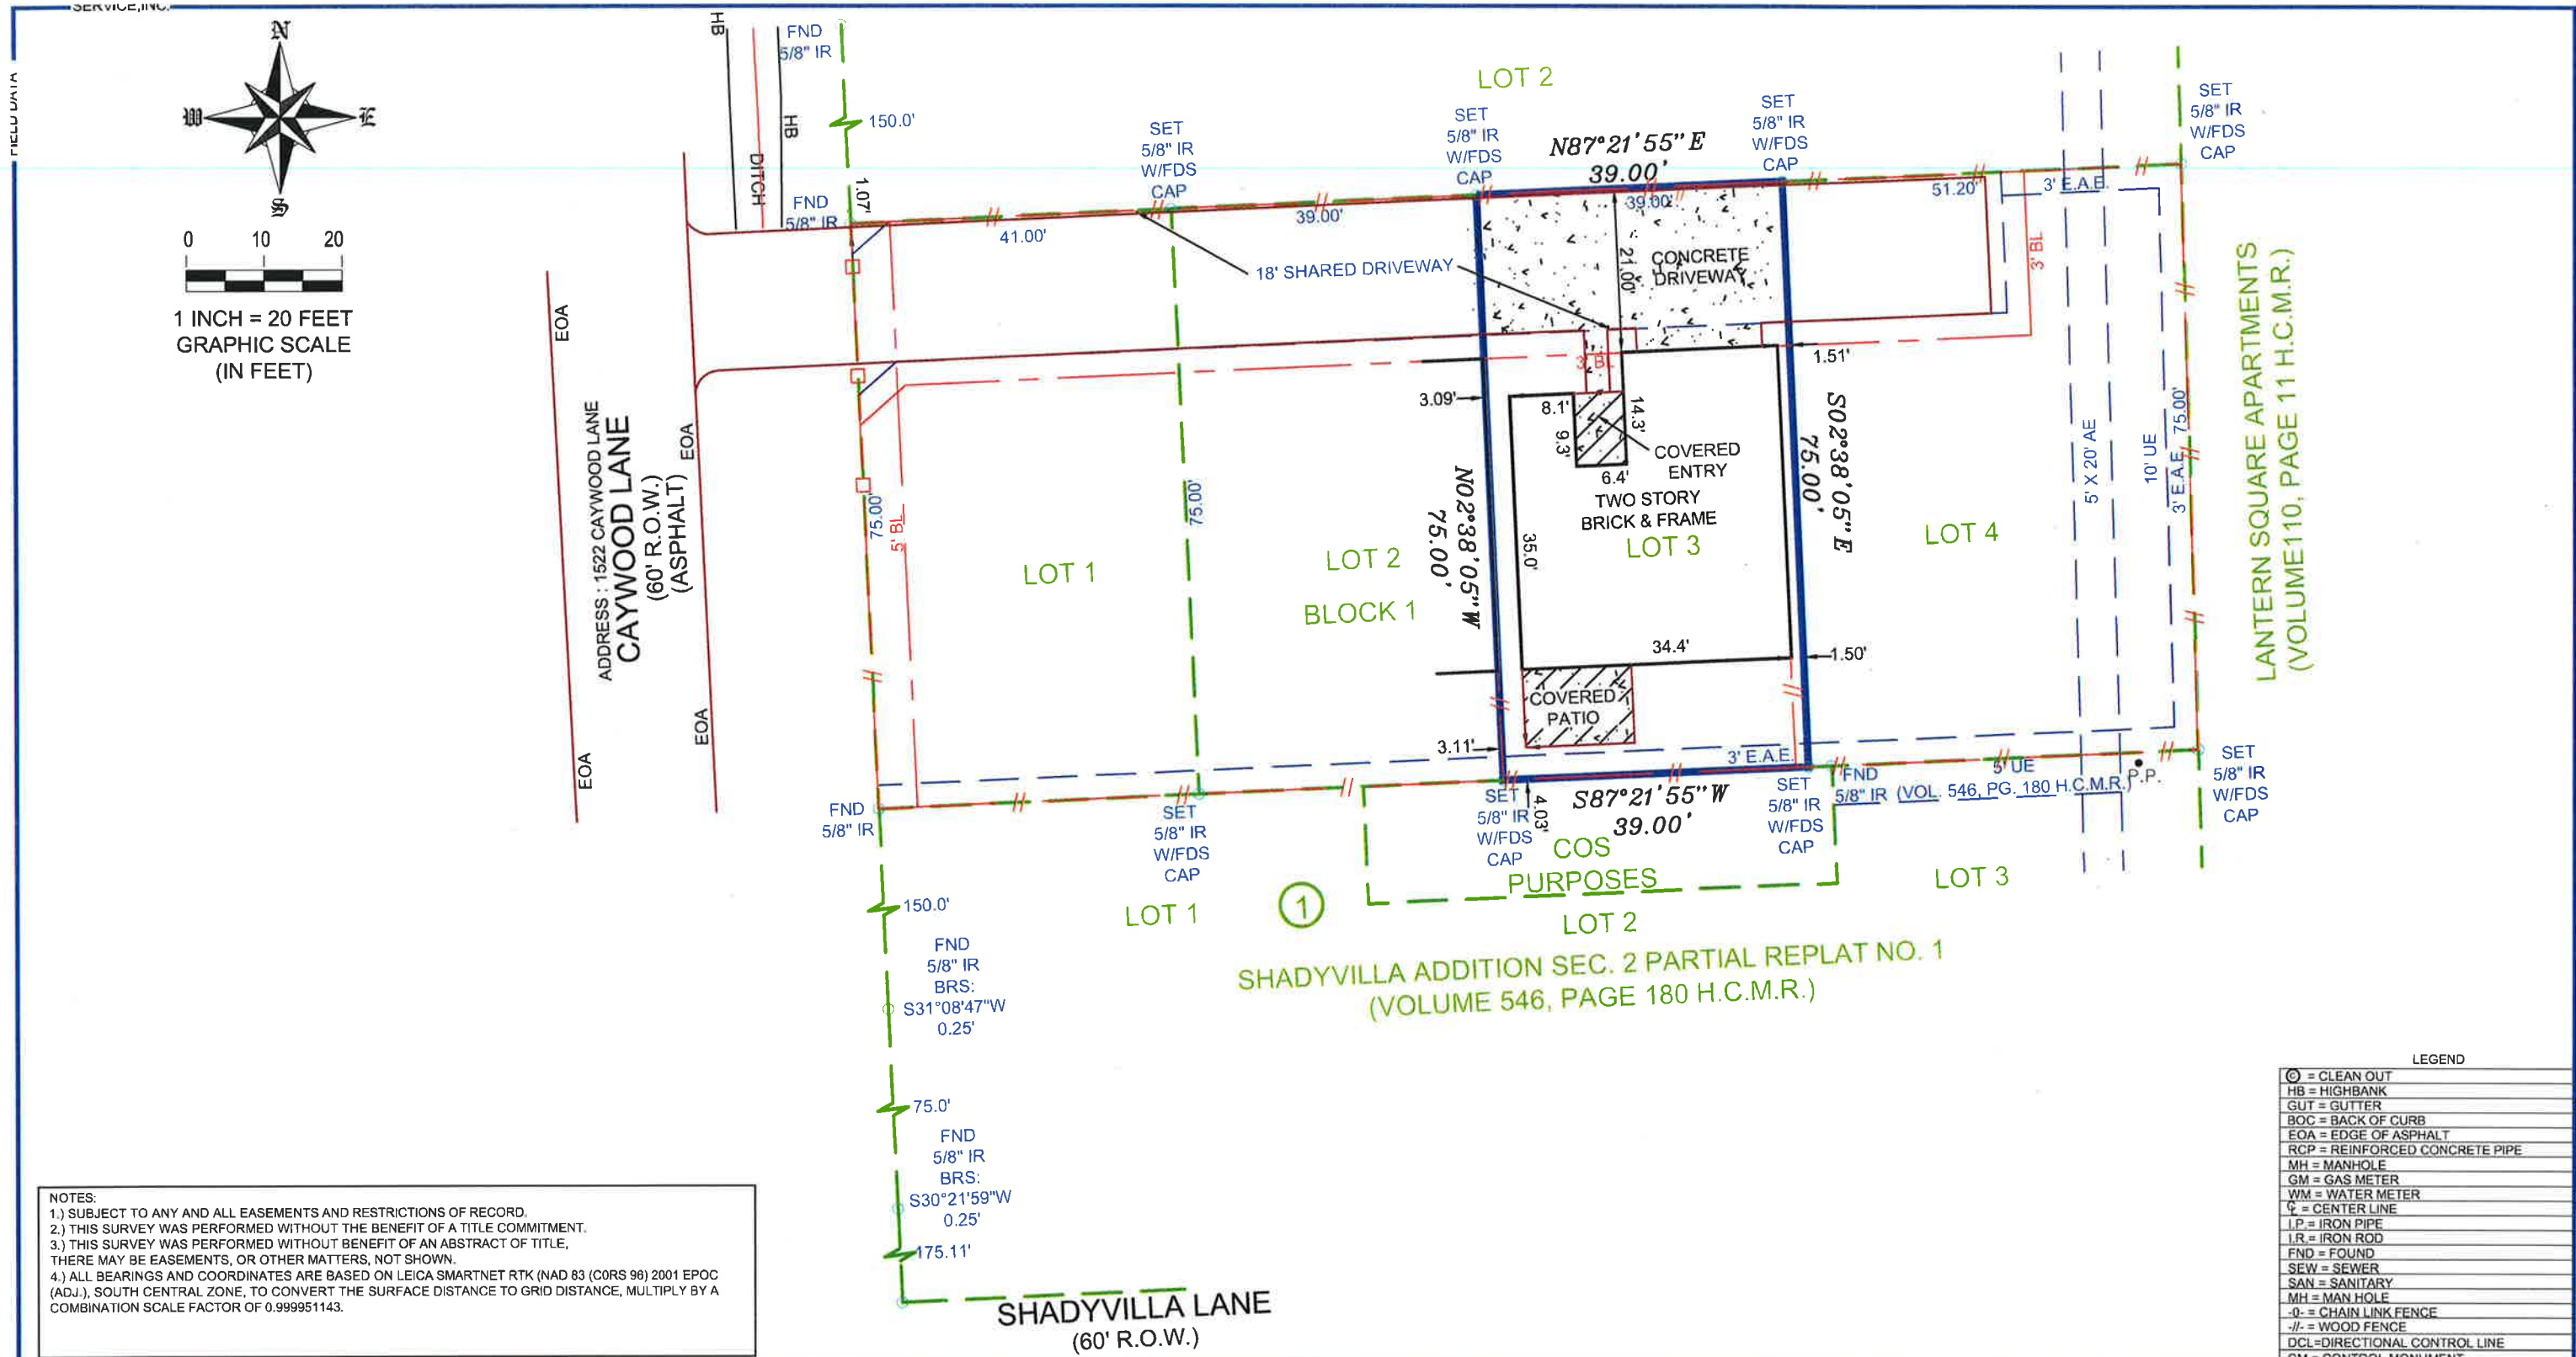 SERVICE,INC.
FIELD DATA
N
W
E
S
0 10 20
1 INCH = 20 FEET
GRAPHIC SCALE
(IN FEET)
HB
HB
DITCH
FND
5/8" IR
150.0'
FND
5/8" IR
1.07'
41.00'
SET
5/8" IR
W/FDS
CAP
39.00'
18' SHARED DRIVEWAY
LOT 2
SET
5/8" IR
W/FDS
CAP
N87°21'55"E
39.00'
39.00'
SET
5/8" IR
W/FDS
CAP
51.20'
3' E.A.E.
SET
5/8" IR
W/FDS
CAP
3' BL
21.00'
CONCRETE
DRIVEWAY
EOA
EOA
EOA
EOA
ADDRESS : 1522 CAYWOOD LANE
CAYWOOD LANE
(60' R.O.W.)
(ASPHALT)
75.00'
5' BL
75.00'
LOT 1
LOT 2
BLOCK 1
3.09'
N02°38'05"W
75.00'
3.11'
3' BL
8.1'
9.3'
14.3'
6.4'
COVERED
ENTRY
TWO STORY
BRICK & FRAME
LOT 3
35.0'
34.4'
COVERED
PATIO
1.51'
S02°38'05"E
75.00'
1.50'
3' E.A.E.
LOT 4
5' X 20' AE
10' UE
3' E.A.E.
75.00'
LANTERN SQUARE APARTMENTS
(VOLUME110, PAGE 11 H.C.M.R.)
FND
5/8" IR
SET
5/8" IR
W/FDS
CAP
SET
5/8" IR
W/FDS
CAP
4.03'
S87°21'55"W
39.00'
SET
5/8" IR
W/FDS
CAP
FND
5/8" IR
5' UE
(VOL. 546, PG. 180 H.C.M.R.)
P.P.
SET
5/8" IR
W/FDS
CAP
COS
PURPOSES
LOT 1
1
LOT 2
LOT 3
SHADYVILLA ADDITION SEC. 2 PARTIAL REPLAT NO. 1
(VOLUME 546, PAGE 180 H.C.M.R.)
150.0'
FND
5/8" IR
BRS:
S31°08'47"W
0.25'
75.0'
FND
5/8" IR
BRS:
S30°21'59"W
0.25'
175.11'
SHADYVILLA LANE
(60' R.O.W.)
NOTES:
1.) SUBJECT TO ANY AND ALL EASEMENTS AND RESTRICTIONS OF RECORD.
2.) THIS SURVEY WAS PERFORMED WITHOUT THE BENEFIT OF A TITLE COMMITMENT.
3.) THIS SURVEY WAS PERFORMED WITHOUT BENEFIT OF AN ABSTRACT OF TITLE,
THERE MAY BE EASEMENTS, OR OTHER MATTERS, NOT SHOWN.
4.) ALL BEARINGS AND COORDINATES ARE BASED ON LEICA SMARTNET RTK (NAD 83 (CORS 96) 2001 EPOC
(ADJ.), SOUTH CENTRAL ZONE, TO CONVERT THE SURFACE DISTANCE TO GRID DISTANCE, MULTIPLY BY A
COMBINATION SCALE FACTOR OF 0.999951143.
LEGEND
© = CLEAN OUT
HB = HIGHBANK
GUT = GUTTER
BOC = BACK OF CURB
EOA = EDGE OF ASPHALT
RCP = REINFORCED CONCRETE PIPE
MH = MANHOLE
GM = GAS METER
WM = WATER METER
℄ = CENTER LINE
I.P.= IRON PIPE
I.R.= IRON ROD
FND = FOUND
SEW = SEWER
SAN = SANITARY
MH = MAN HOLE
-0- = CHAIN LINK FENCE
-//- = WOOD FENCE
DCL=DIRECTIONAL CONTROL LINE
CM = CONTROL MONUMENT